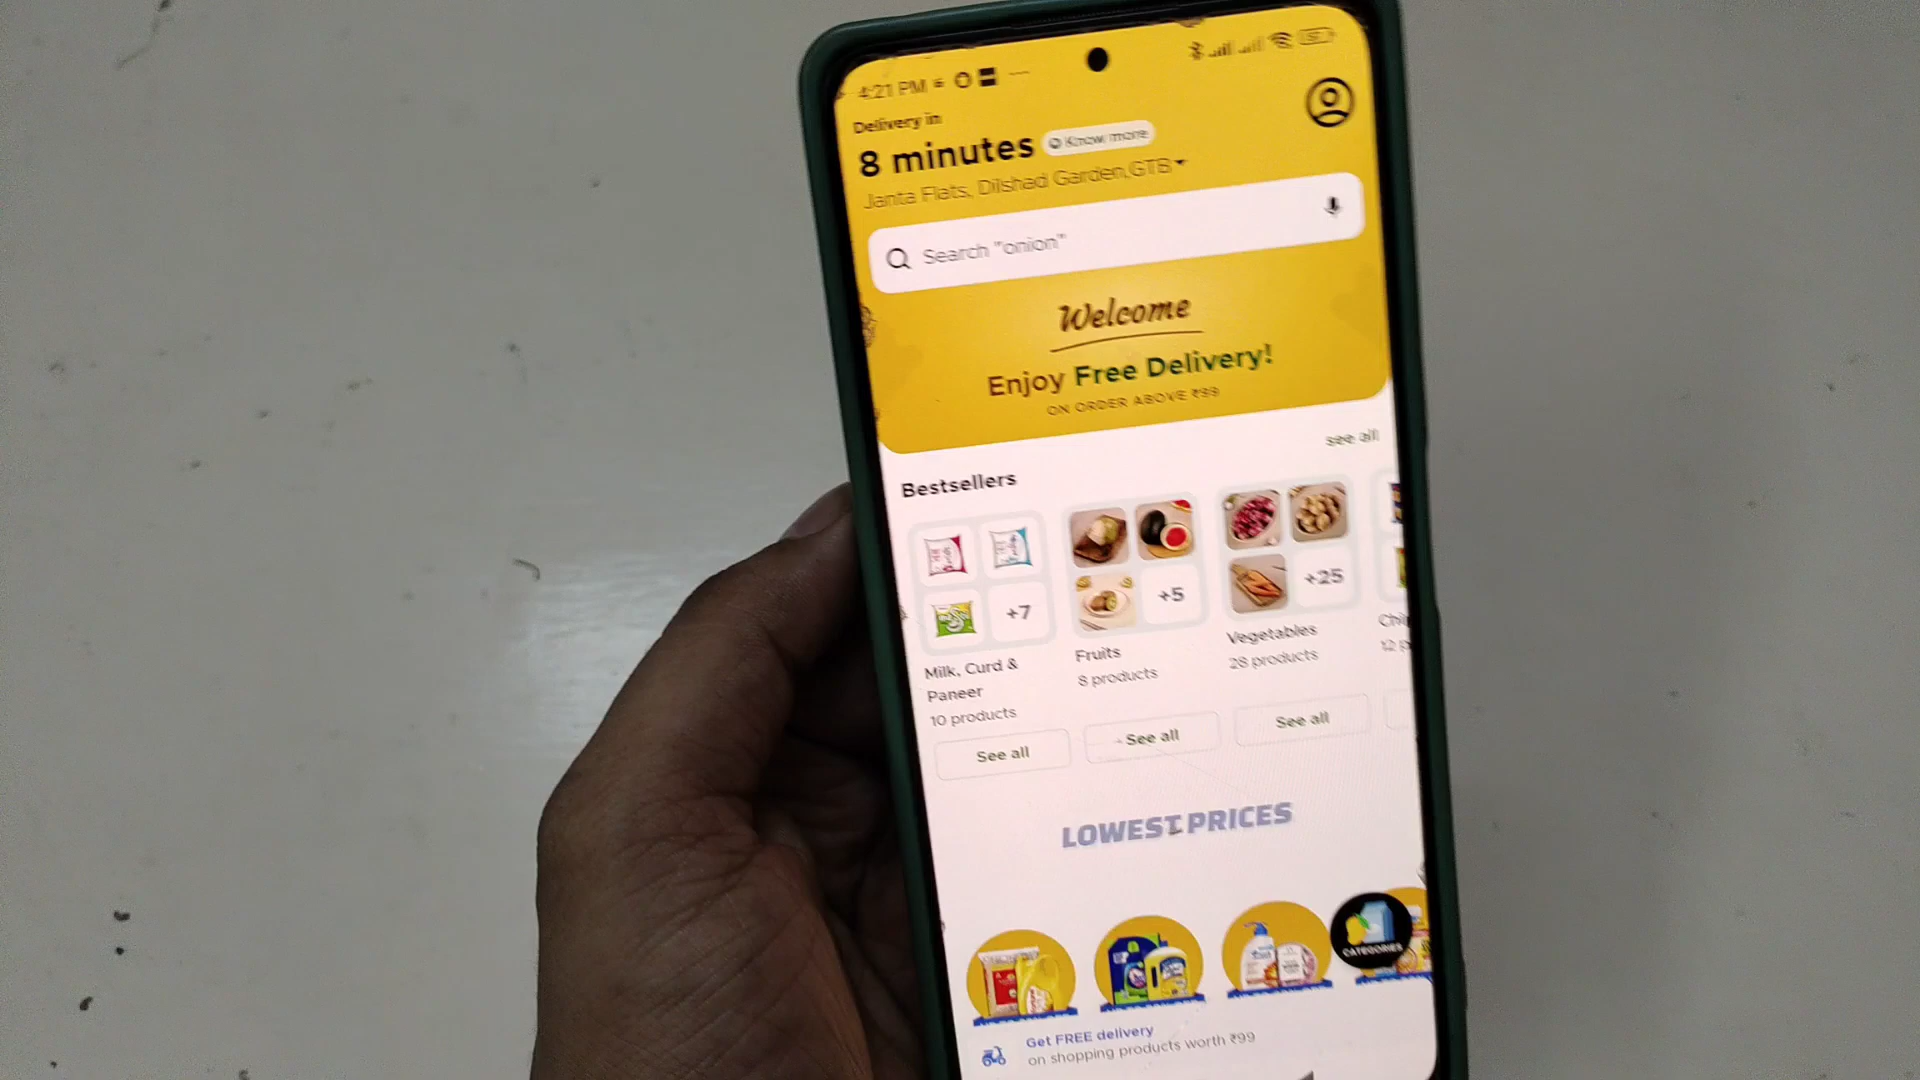 4:21 PM
Delivery in
8 minutes
Know more
Janta Flats, Dilshad Garden,GTB
Search "onion"
Welcome
Enjoy Free Delivery!
ON ORDER ABOVE ₹99
see all
Bestsellers
+7
+5
+25
Milk, Curd &
Paneer
10 products
Fruits
8 products
Vegetables
28 products
12 p
See all
See all
See all
LOWEST PRICES
CATEGORIES
Get FREE delivery
on shopping products worth ₹99